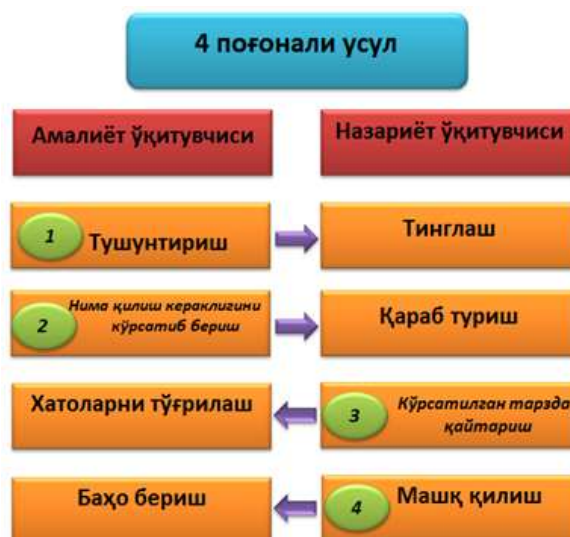 4 поғонали усул
Амалиёт ўқитувчиси
Назариёт ўқитувчиси
1
Тушунтириш
Тинглаш
2
Нима қилиш кераклигини
кўрсатиб бериш
Қараб туриш
Хатоларни тўғрилаш
3
Кўрсатилган тарзда
қайтариш
Баҳо бериш
4
Машқ қилиш